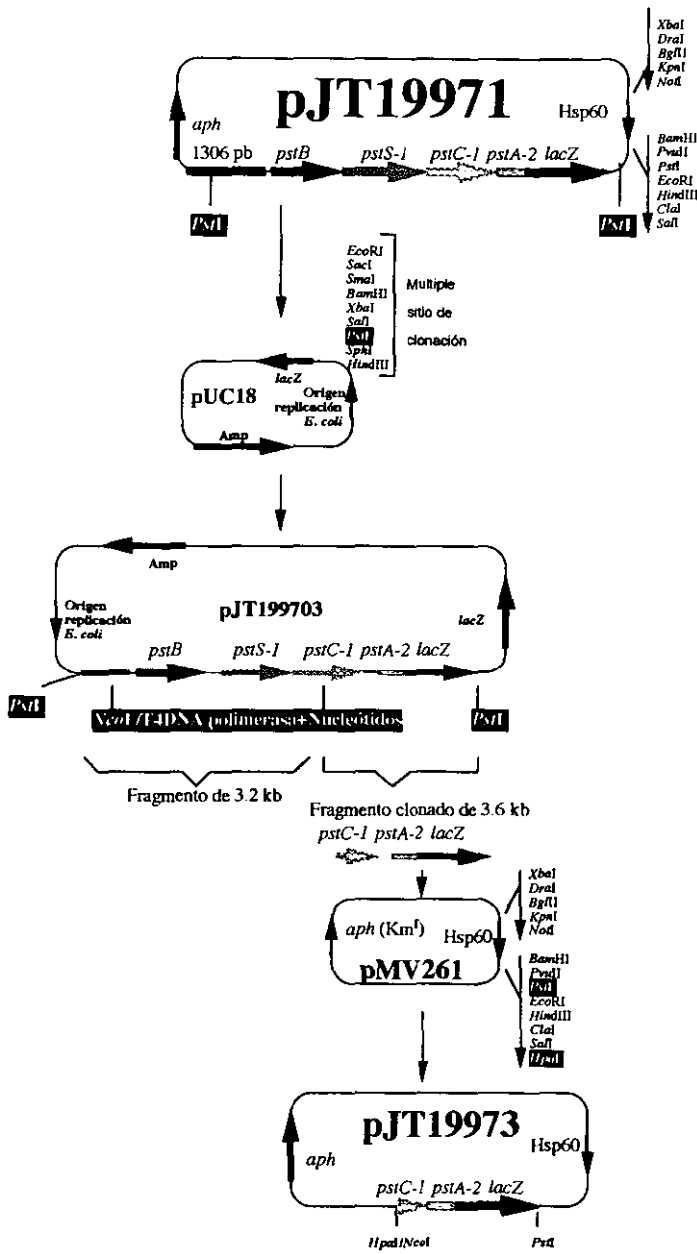 XbaI
DraI
BglII
KpnI
NotI
pJT19971
Hsp60
aph
1306 pb
pstB
pstS-1
pstC-1
pstA-2
lacZ
BamHI
PvuII
PstI
EcoRI
HindIII
ClaI
SalI
PstI
PstI
EcoRI
SacI
SmaI
BamHI
XbaI
SalI
PstI
SphI
HindIII
Multiple
sitio de
clonación
lacZ
pUC18
Origen
replicación
E. coli
Amp
Amp
Origen
replicación
E. coli
pJT199703
lacZ
pstB
pstS-1
pstC-1
pstA-2
lacZ
PstI
NcoI /T4DNA polimerasa+Nucleótidos
PstI
Fragmento de 3.2 kb
Fragmento clonado de 3.6 kb
pstC-1 pstA-2 lacZ
XbaI
DraI
BglII
KpnI
NotI
aph (Kmr)
Hsp60
pMV261
BamHI
PvuII
PstI
EcoRI
HindIII
ClaI
SalI
HpaI
pJT19973
Hsp60
aph
pstC-1 pstA-2 lacZ
HpaI/NcoI
PstI